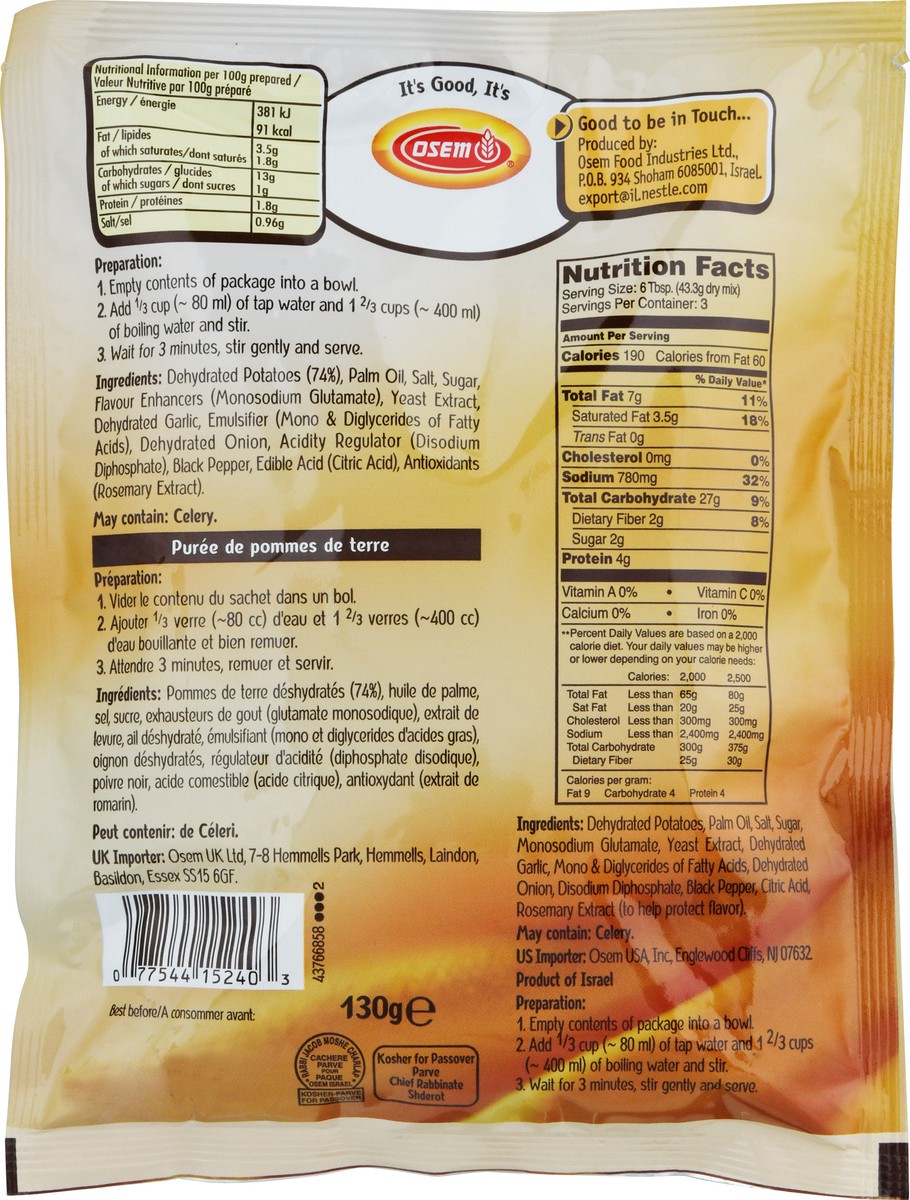 Nutritional Information per 100g prepared /
Valeur Nutritive par 100g préparé
Energy / énergie 381 kJ
91 kcal
Fat / lipides 3.5g
of which saturates/dont saturés 1.8g
Carbohydrates / glucides 13g
of which sugars / dont sucres 1g
Protein / protéines 1.8g
Salt/sel 0.96g
It's Good, It's
OSEM
®
Good to be in Touch...
Produced by:
Osem Food Industries Ltd.,
P.O.B. 934 Shoham 6085001, Israel.
export@il.nestle.com
Preparation:
1. Empty contents of package into a bowl.
2. Add 1/3 cup (~ 80 ml) of tap water and 1 2/3 cups (~ 400 ml)
of boiling water and stir.
3. Wait for 3 minutes, stir gently and serve.
Ingredients: Dehydrated Potatoes (74%), Palm Oil, Salt, Sugar,
Flavour Enhancers (Monosodium Glutamate), Yeast Extract,
Dehydrated Garlic, Emulsifier (Mono & Diglycerides of Fatty
Acids), Dehydrated Onion, Acidity Regulator (Disodium
Diphosphate), Black Pepper, Edible Acid (Citric Acid), Antioxidants
(Rosemary Extract).
May contain: Celery.
Purée de pommes de terre
Préparation:
1. Vider le contenu du sachet dans un bol.
2. Ajouter 1/3 verre (~80 cc) d'eau et 1 2/3 verres (~400 cc)
d'eau bouillante et bien remuer.
3. Attendre 3 minutes, remuer et servir.
Ingrédients: Pommes de terre déshydratés (74%), huile de palme,
sel, sucre, exhausteurs de gout (glutamate monosodique), extrait de
levure, ail déshydraté, émulsifiant (mono et diglycerides d'acides gras),
oignon déshydratés, régulateur d'acidité (diphosphate disodique),
poivre noir, acide comestible (acide citrique), antioxydant (extrait de
romarin).
Peut contenir: de Céleri.
UK Importer: Osem UK Ltd, 7-8 Hemmells Park, Hemmells, Laindon,
Basildon, Essex SS15 6GF.
0 77544 15240 3
43766858 ●●●2
Best before/A consommer avant:
130g ℮
RABBI JACOB MOSHE CHARLAP
CACHERE
PARVE
POUR
PAQUE
"OSEM ISRAEL"
KOSHER-PARVE
FOR PASSOVER
Kosher for Passover
Parve
Chief Rabbinate
Shderot
Nutrition Facts
Serving Size: 6 Tbsp. (43.3g dry mix)
Servings Per Container: 3
Amount Per Serving
Calories 190 Calories from Fat 60
% Daily Value*
Total Fat 7g 11%
Saturated Fat 3.5g 18%
Trans Fat 0g
Cholesterol 0mg 0%
Sodium 780mg 32%
Total Carbohydrate 27g 9%
Dietary Fiber 2g 8%
Sugar 2g
Protein 4g
Vitamin A 0% • Vitamin C 0%
Calcium 0% • Iron 0%
**Percent Daily Values are based on a 2,000
calorie diet. Your daily values may be higher
or lower depending on your calorie needs:
Calories: 2,000 2,500
Total Fat Less than 65g 80g
Sat Fat Less than 20g 25g
Cholesterol Less than 300mg 300mg
Sodium Less than 2,400mg 2,400mg
Total Carbohydrate 300g 375g
Dietary Fiber 25g 30g
Calories per gram:
Fat 9 Carbohydrate 4 Protein 4
Ingredients: Dehydrated Potatoes, Palm Oil, Salt, Sugar,
Monosodium Glutamate, Yeast Extract, Dehydrated
Garlic, Mono & Diglycerides of Fatty Acids, Dehydrated
Onion, Disodium Diphosphate, Black Pepper, Citric Acid,
Rosemary Extract (to help protect flavor).
May contain: Celery.
US Importer: Osem USA, Inc, Englewood Cliffs, NJ 07632
Product of Israel
Preparation:
1. Empty contents of package into a bowl.
2. Add 1/3 cup (~ 80 ml) of tap water and 1 2/3 cups
(~ 400 ml) of boiling water and stir.
3. Wait for 3 minutes, stir gently and serve.